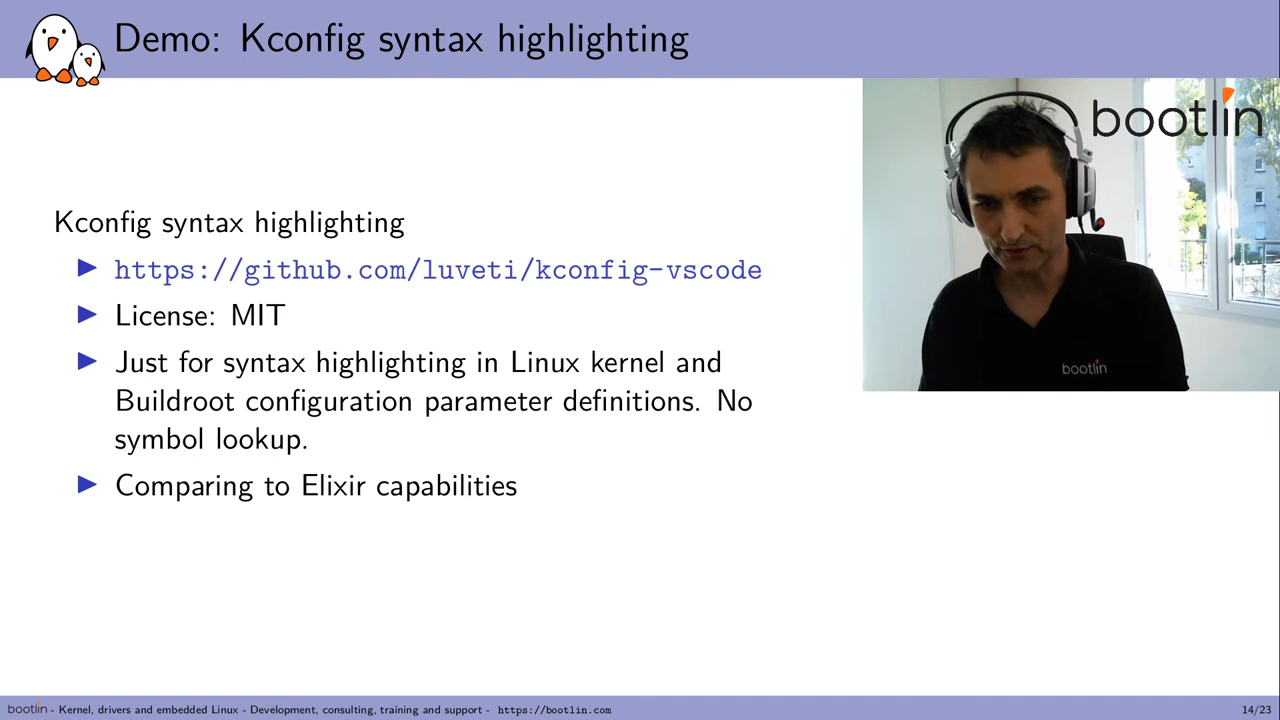 Demo: Kconfig syntax highlighting
bootlin
Kconfig syntax highlighting
https://github.com/luveti/kconfig-vscode
License: MIT
Just for syntax highlighting in Linux kernel and
Buildroot configuration parameter definitions. No
symbol lookup.
Comparing to Elixir capabilities
bootlin
bootlin - Kernel, drivers and embedded Linux - Development, consulting, training and support - https://bootlin.com
14/23